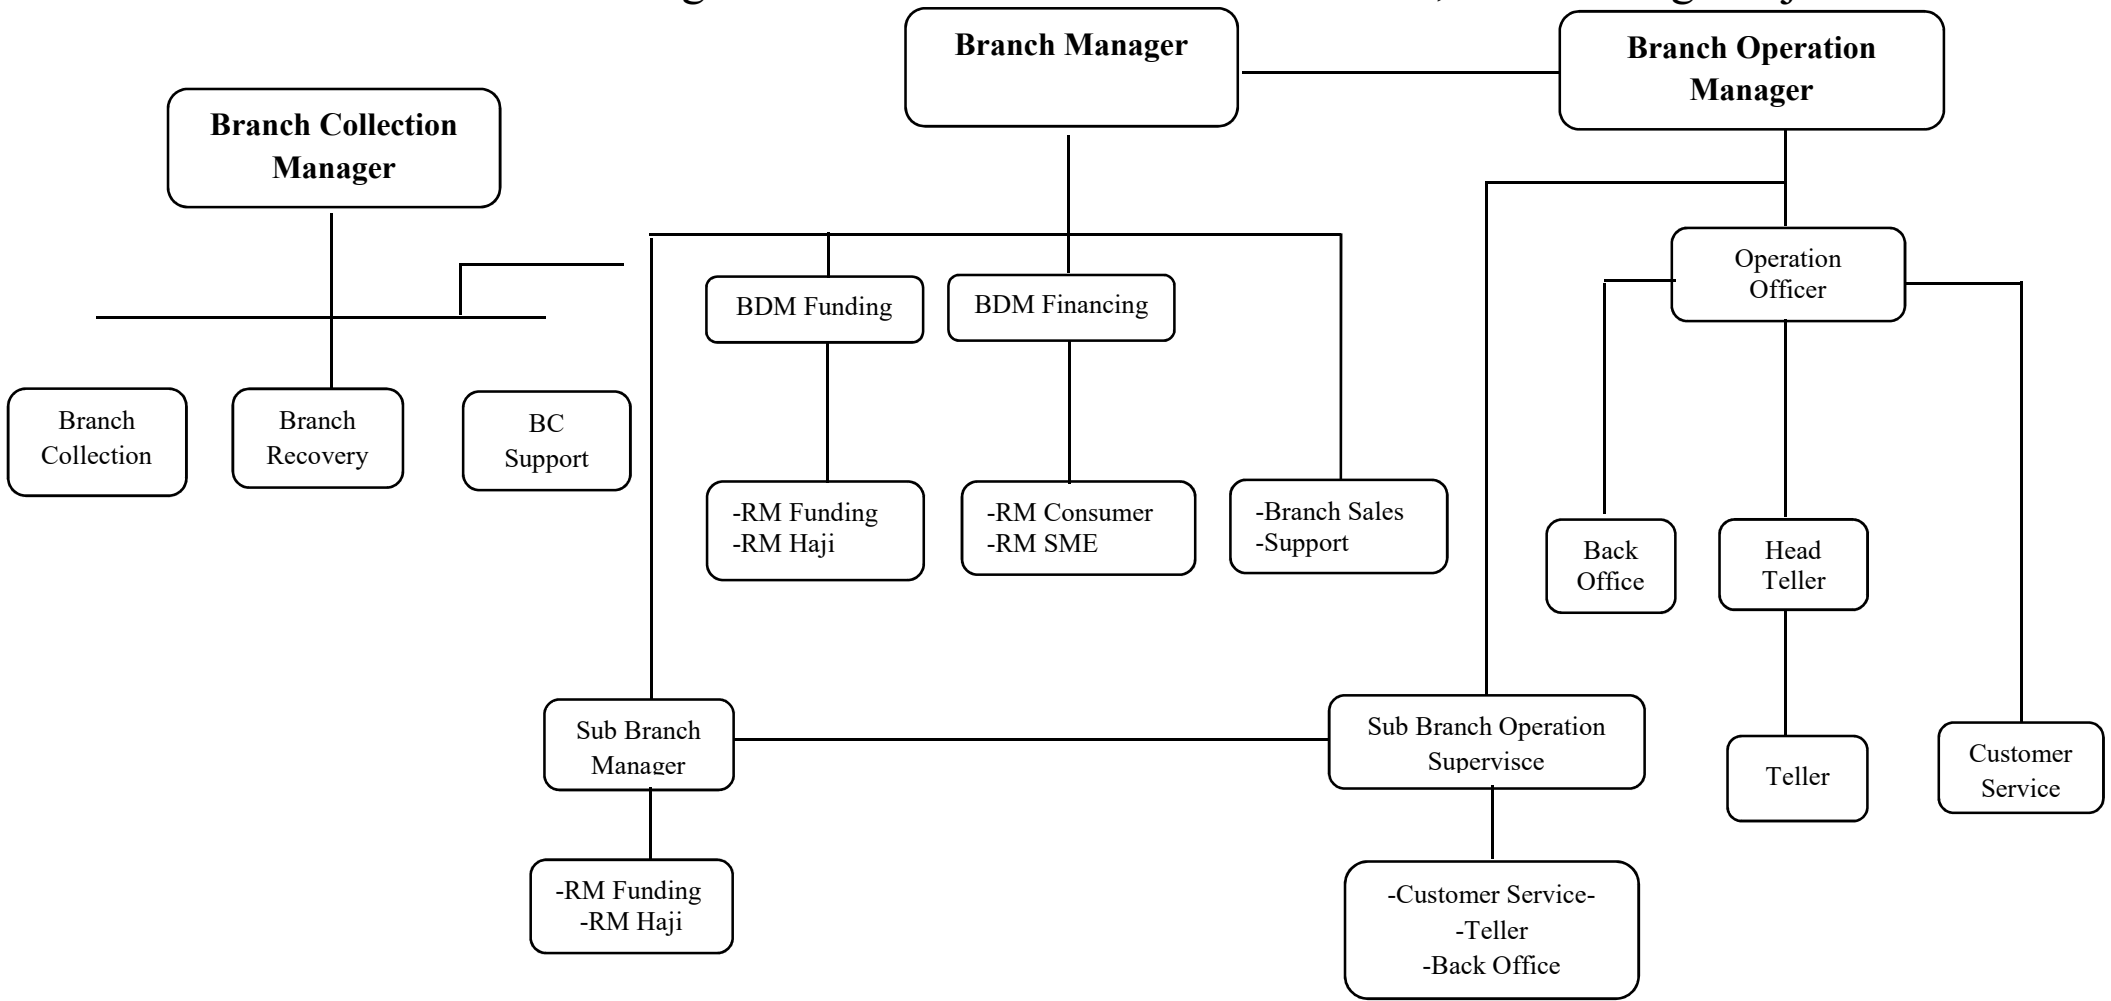 Branch Manager
Branch Operation
Manager
Branch Collection
Manager
Operation
Officer
BDM Funding
BDM Financing
Branch
Collection
Branch
Recovery
BC
Support
-RM Funding
-RM Haji
-RM Consumer
-RM SME
-Branch Sales
-Support
Back
Office
Head
Teller
Sub Branch
Manager
Sub Branch Operation
Supervisce
Teller
Customer
Service
-RM Funding
-RM Haji
-Customer Service-
-Teller
-Back Office